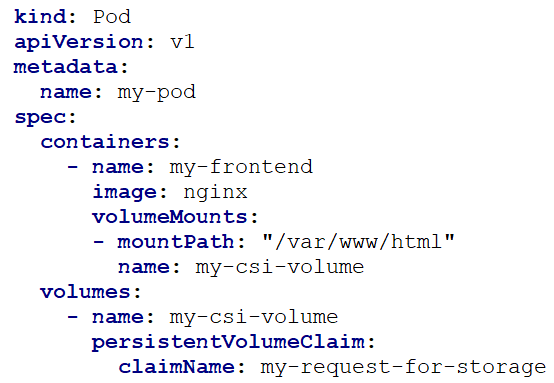 kind: Pod
apiVersion: v1
metadata:
  name: my-pod
spec:
  containers:
    - name: my-frontend
      image: nginx
      volumeMounts:
      - mountPath: "/var/www/html"
        name: my-csi-volume
  volumes:
    - name: my-csi-volume
      persistentVolumeClaim:
        claimName: my-request-for-storage